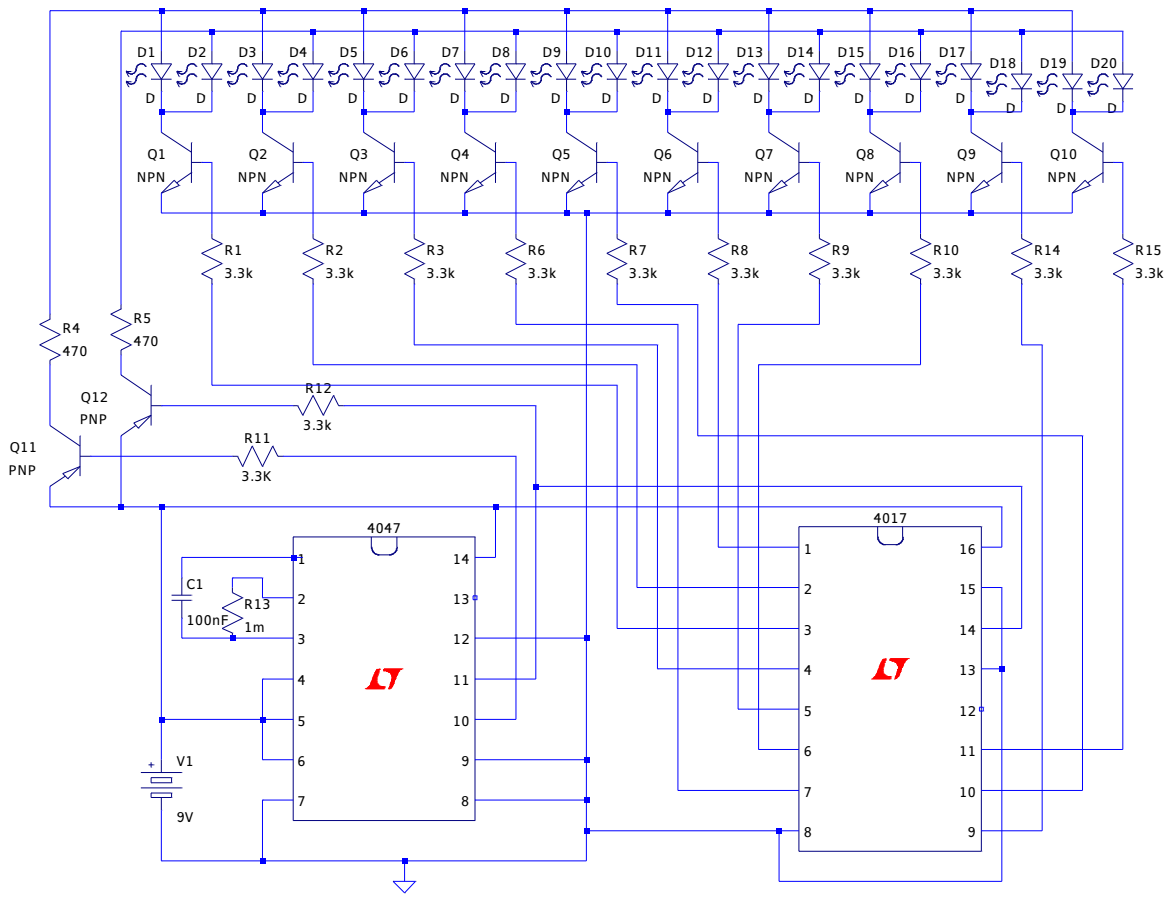 D1 D2 D3 D4 D5 D6 D7 D8 D9 D10 D11 D12 D13 D14 D15 D16 D17 D18 D19 D20
D D D D D D D D D D D D D D D D D D D D
Q1 Q2 Q3 Q4 Q5 Q6 Q7 Q8 Q9 Q10
NPN NPN NPN NPN NPN NPN NPN NPN NPN NPN
R1 R2 R3 R6 R7 R8 R9 R10 R14 R15
3.3k 3.3k 3.3k 3.3k 3.3k 3.3k 3.3k 3.3k 3.3k 3.3k
R4
470
R5
470
Q12
PNP
R12
3.3k
Q11
PNP
R11
3.3K
4047
1 14
2 13
3 12
4 11
5 10
6 9
7 8
C1
100nF
R13
1m
+ V1
9V
4017
1 16
2 15
3 14
4 13
5 12
6 11
7 10
8 9